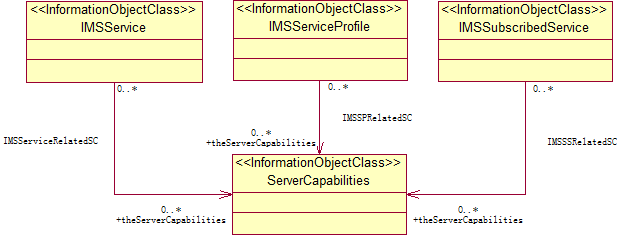 <<InformationObjectClass>>
IMSService
<<InformationObjectClass>>
IMSServiceProfile
<<InformationObjectClass>>
IMSSubscribedService
0..*
0..*
0..*
IMSServiceRelatedSC
IMSSPRelatedSC
IMSSSRelatedSC
0..*
+theServerCapabilities
<<InformationObjectClass>>
ServerCapabilities
0..*
+theServerCapabilities
0..*
+theServerCapabilities